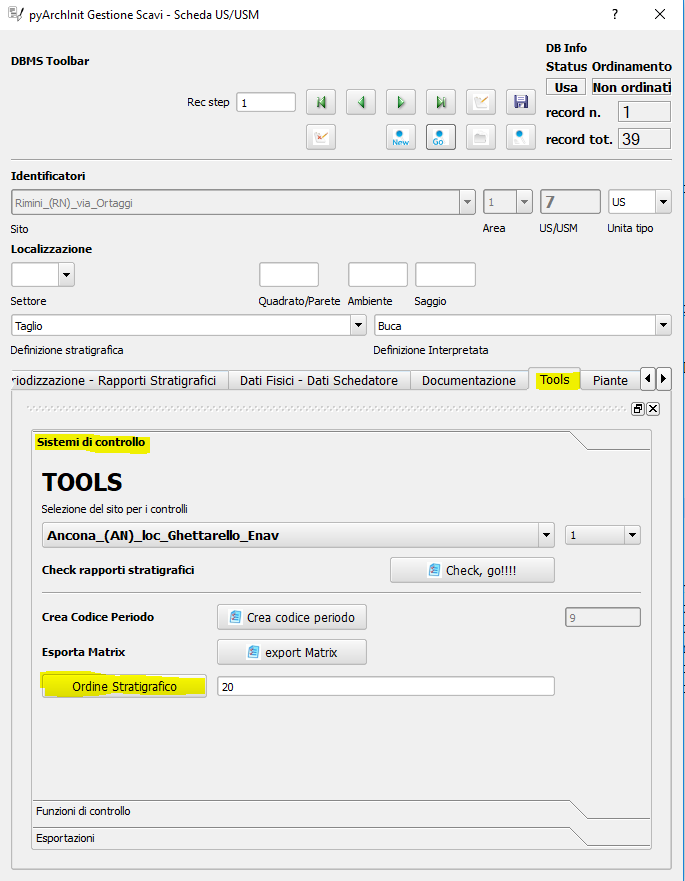 pyArchInit Gestione Scavi - Scheda US/USM
?
DBMS Toolbar
DB Info
Status Ordinamento
Usa Non ordinati
Rec step 1
record n. 1
New Go
record tot. 39
Identificatori
Rimini_(RN)_via_Ortaggi 1 7 US
Sito Area US/USM Unita tipo
Localizzazione
Settore Quadrato/Parete Ambiente Saggio
Taglio Buca
Definizione stratigrafica Definizione Interpretata
riodizzazione - Rapporti Stratigrafici Dati Fisici - Dati Schedatore Documentazione Tools Piante
Sistemi di controllo
TOOLS
Selezione del sito per i controlli
Ancona_(AN)_loc_Ghettarello_Enav 1
Check rapporti stratigrafici Check, go!!!!
Crea Codice Periodo Crea codice periodo 9
Esporta Matrix export Matrix
Ordine Stratigrafico 20
Funzioni di controllo
Esportazioni